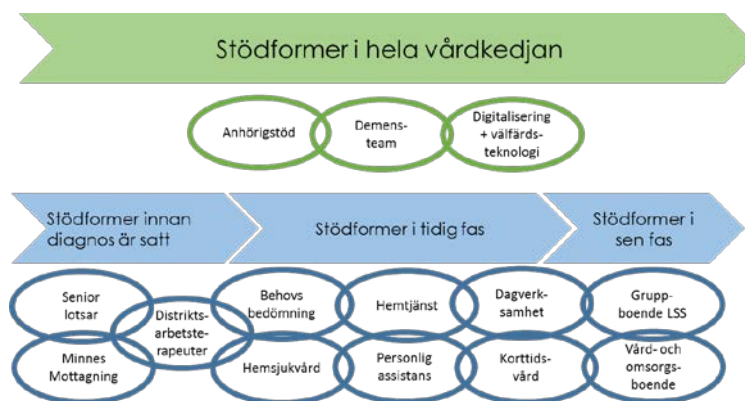 Stödformer i hela vårdkedjan
Anhörigstöd
Demens-
team
Digitalisering
+ välfärds-
teknologi
Stödformer innan
diagnos är satt
Stödformer i tidig fas
Stödformer i
sen fas
Senior
lotsar
Distrikts-
arbetste-
rapeuter
Minnes
Mottagning
Behovs
bedömning
Hemtjänst
Dagverk-
samhet
Grupp-
boende LSS
Hemsjukvård
Personlig
assistans
Korttids-
vård
Vård- och
omsorgs-
boende